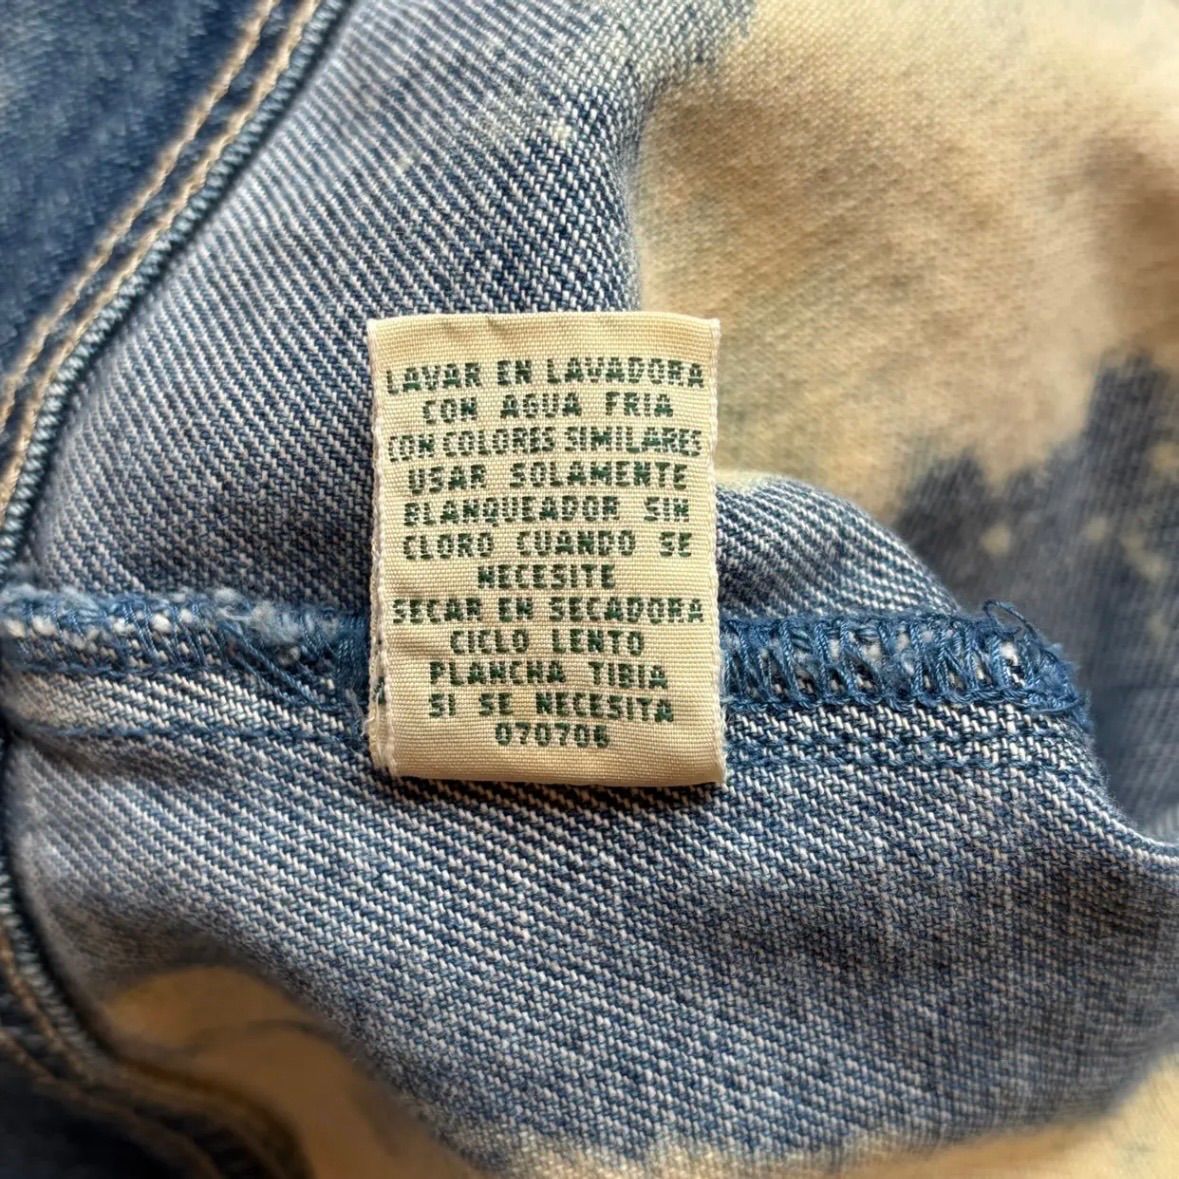 LAVAR EN LAVADORA
CON AGUA FRIA
CON COLORES SIMILARES
USAR SOLAMENTE
BLANQUEADOR SIN
CLORO CUANDO SE
NECESITE
SECAR EN SECADORA
CICLO LENTO
PLANCHA TIBIA
SI SE NECESITA
070706